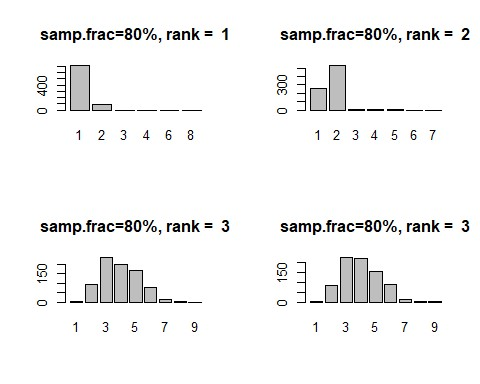 samp.frac=80%, rank = 1
400
0
1 2 3 4 6 8
samp.frac=80%, rank = 2
300
0
1 2 3 4 5 6 7
samp.frac=80%, rank = 3
150
0
1 3 5 7 9
samp.frac=80%, rank = 3
150
0
1 3 5 7 9